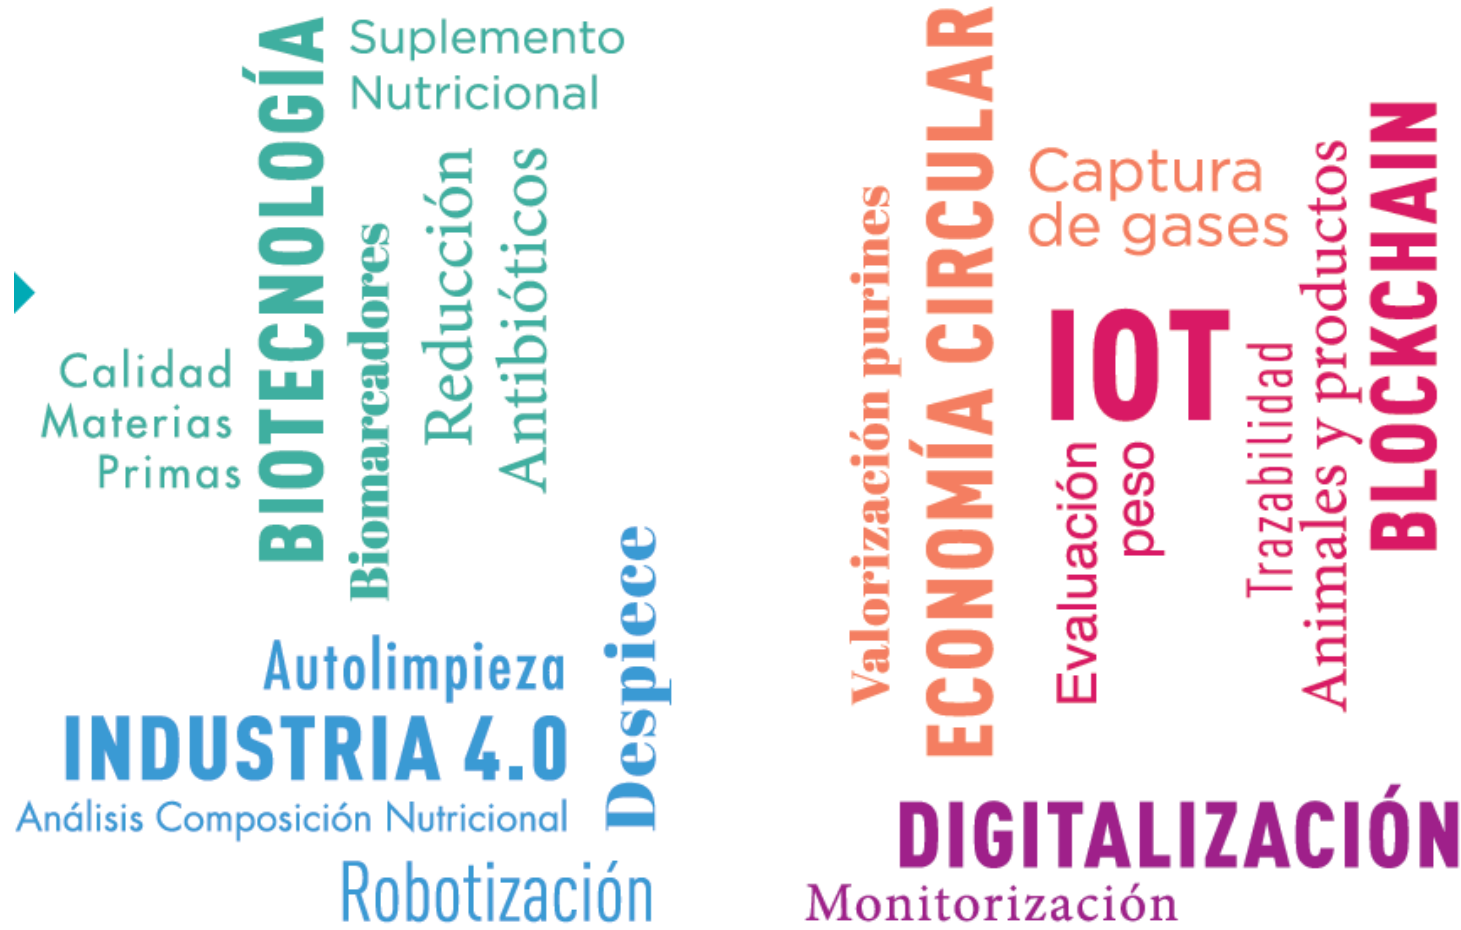 BIOTECNOLOGÍA
Suplemento
Nutricional
Reducción
Antibióticos
Biomarcadores
Calidad
Materias
Primas
Autolimpieza
INDUSTRIA 4.0
Análisis Composición Nutricional
Robotización
Despiece
Valorización purines
ECONOMÍA CIRCULAR
Captura
de gases
IOT
Evaluación
peso
Trazabilidad
Animales y productos
BLOCKCHAIN
DIGITALIZACIÓN
Monitorización